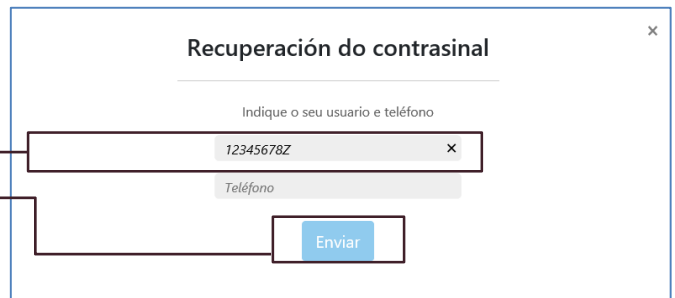 ×
Recuperación do contrasinal
Indique o seu usuario e teléfono
12345678Z ×
Teléfono
Enviar